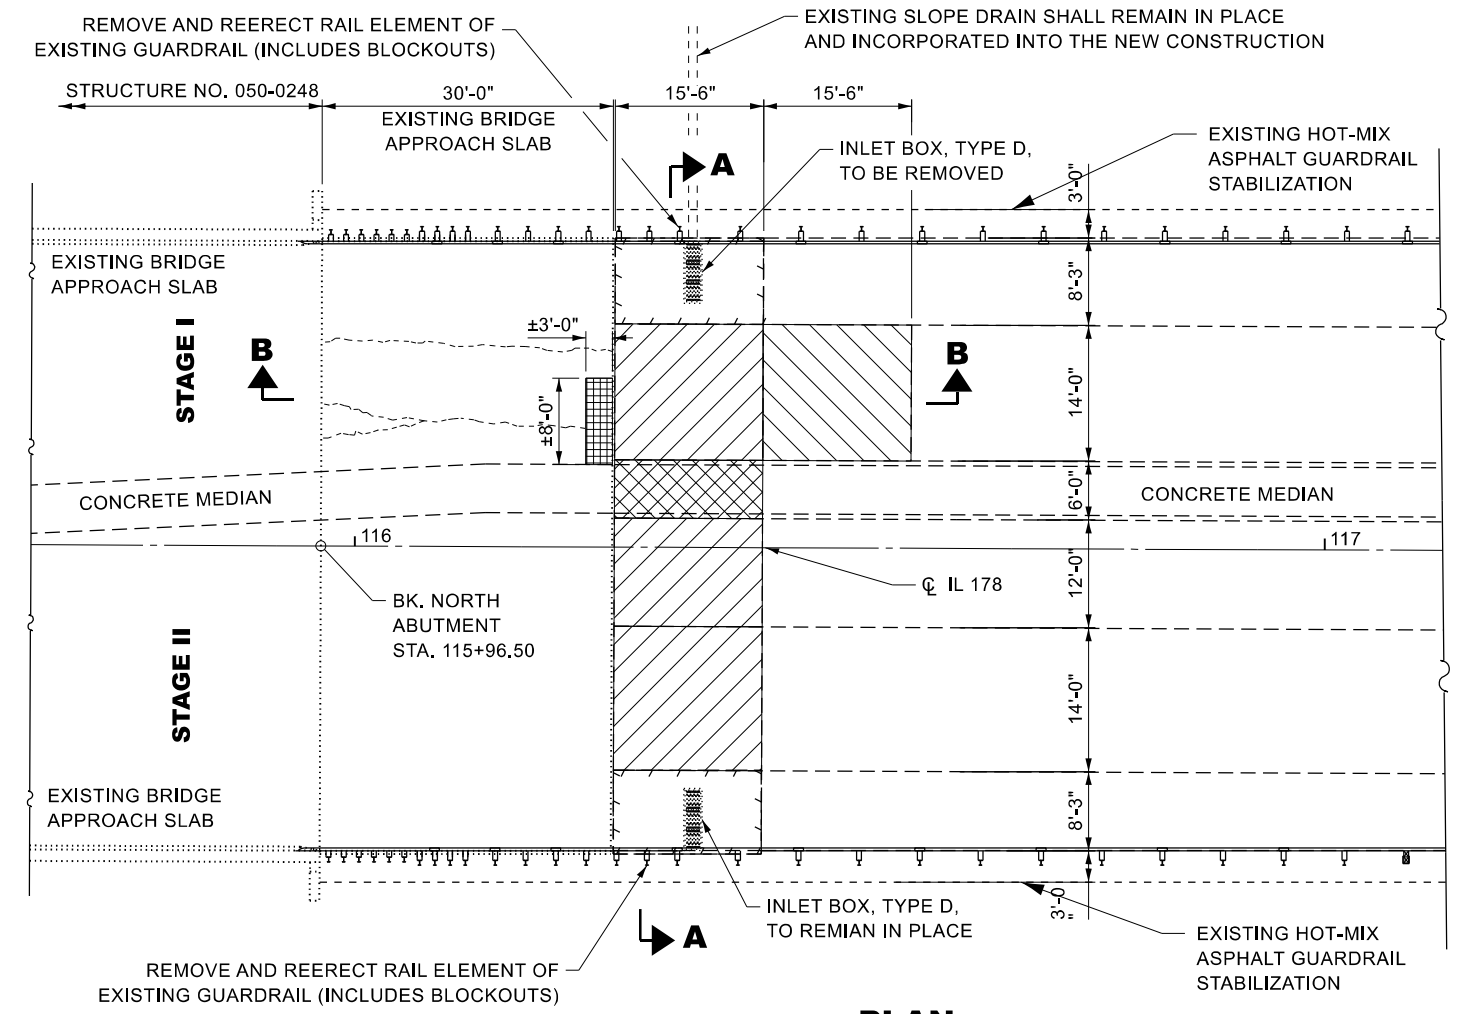 REMOVE AND REERECT RAIL ELEMENT OF
EXISTING GUARDRAIL (INCLUDES BLOCKOUTS)
EXISTING SLOPE DRAIN SHALL REMAIN IN PLACE
AND INCORPORATED INTO THE NEW CONSTRUCTION
STRUCTURE NO. 050-0248
30'-0"
15'-6"
15'-6"
EXISTING BRIDGE
APPROACH SLAB
A
INLET BOX, TYPE D,
TO BE REMOVED
EXISTING HOT-MIX
ASPHALT GUARDRAIL
STABILIZATION
3'-0"
EXISTING BRIDGE
APPROACH SLAB
8'-3"
STAGE I
±3'-0"
B
B
±8'-0"
14'-0"
CONCRETE MEDIAN
6'-0"
CONCRETE MEDIAN
116
117
BK. NORTH
ABUTMENT
STA. 115+96.50
℄ IL 178
12'-0"
STAGE II
14'-0"
EXISTING BRIDGE
APPROACH SLAB
8'-3"
3'-0"
INLET BOX, TYPE D,
TO REMIAN IN PLACE
A
EXISTING HOT-MIX
ASPHALT GUARDRAIL
STABILIZATION
REMOVE AND REERECT RAIL ELEMENT OF
EXISTING GUARDRAIL (INCLUDES BLOCKOUTS)
PLAN